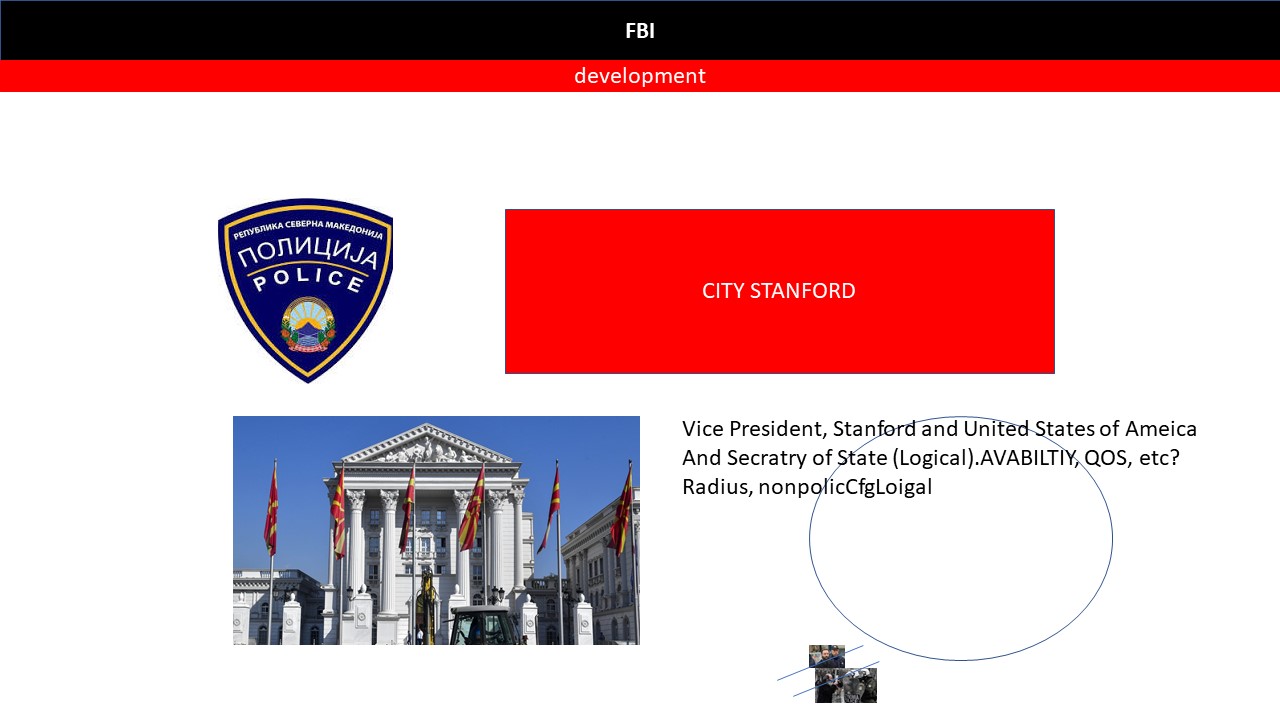 FBI
development
РЕПУБЛИКА СЕВЕРНА МАКЕДОНИЈА
ПОЛИЦИЈА
POLICE
CITY STANFORD
Vice President, Stanford and United States of Ameica
And Secratry of State (Logical).AVABILTIY, QOS, etc?
Radius, nonpolicCfgLoigal